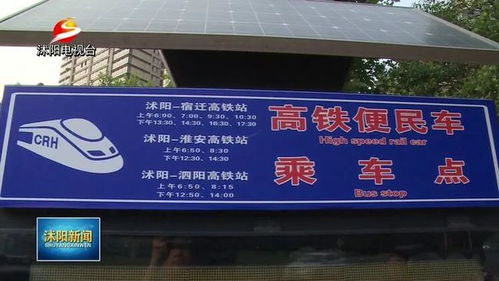 沭阳电视台
沭阳-宿迁高铁站
上午6:00、7:00、9:30、10:30
下午13:30、14:30、16:30、17:30
沭阳-淮安高铁站
上午6:50、8:30
下午12:30、14:30
沭阳-泗阳高铁站
上午6:50、8:15
下午12:50、14:00
CRH
高铁便民车
High speed rail car
乘 车 点
Bus stop
沭阳新闻
SHUYANGXINWEN